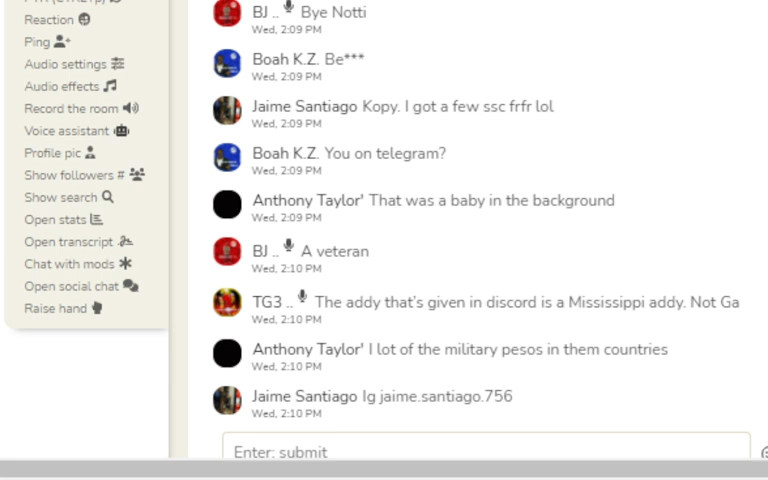 Reaction
Ping
Audio settings
Audio effects
Record the room
Voice assistant
Profile pic
Show followers #
Show search
Open stats
Open transcript
Chat with mods
Open social chat
Raise hand
BJ .. Bye Notti
Wed, 2:09 PM
Boah K.Z. Be***
Wed, 2:09 PM
Jaime Santiago Kopy. I got a few ssc frfr lol
Wed, 2:09 PM
Boah K.Z. You on telegram?
Wed, 2:09 PM
Anthony Taylor' That was a baby in the background
Wed, 2:09 PM
BJ .. A veteran
Wed, 2:10 PM
TG3 .. The addy that's given in discord is a Mississippi addy. Not Ga
Wed, 2:10 PM
Anthony Taylor' I lot of the military pesos in them countries
Wed, 2:10 PM
Jaime Santiago Ig jaime.santiago.756
Wed, 2:10 PM
Enter: submit